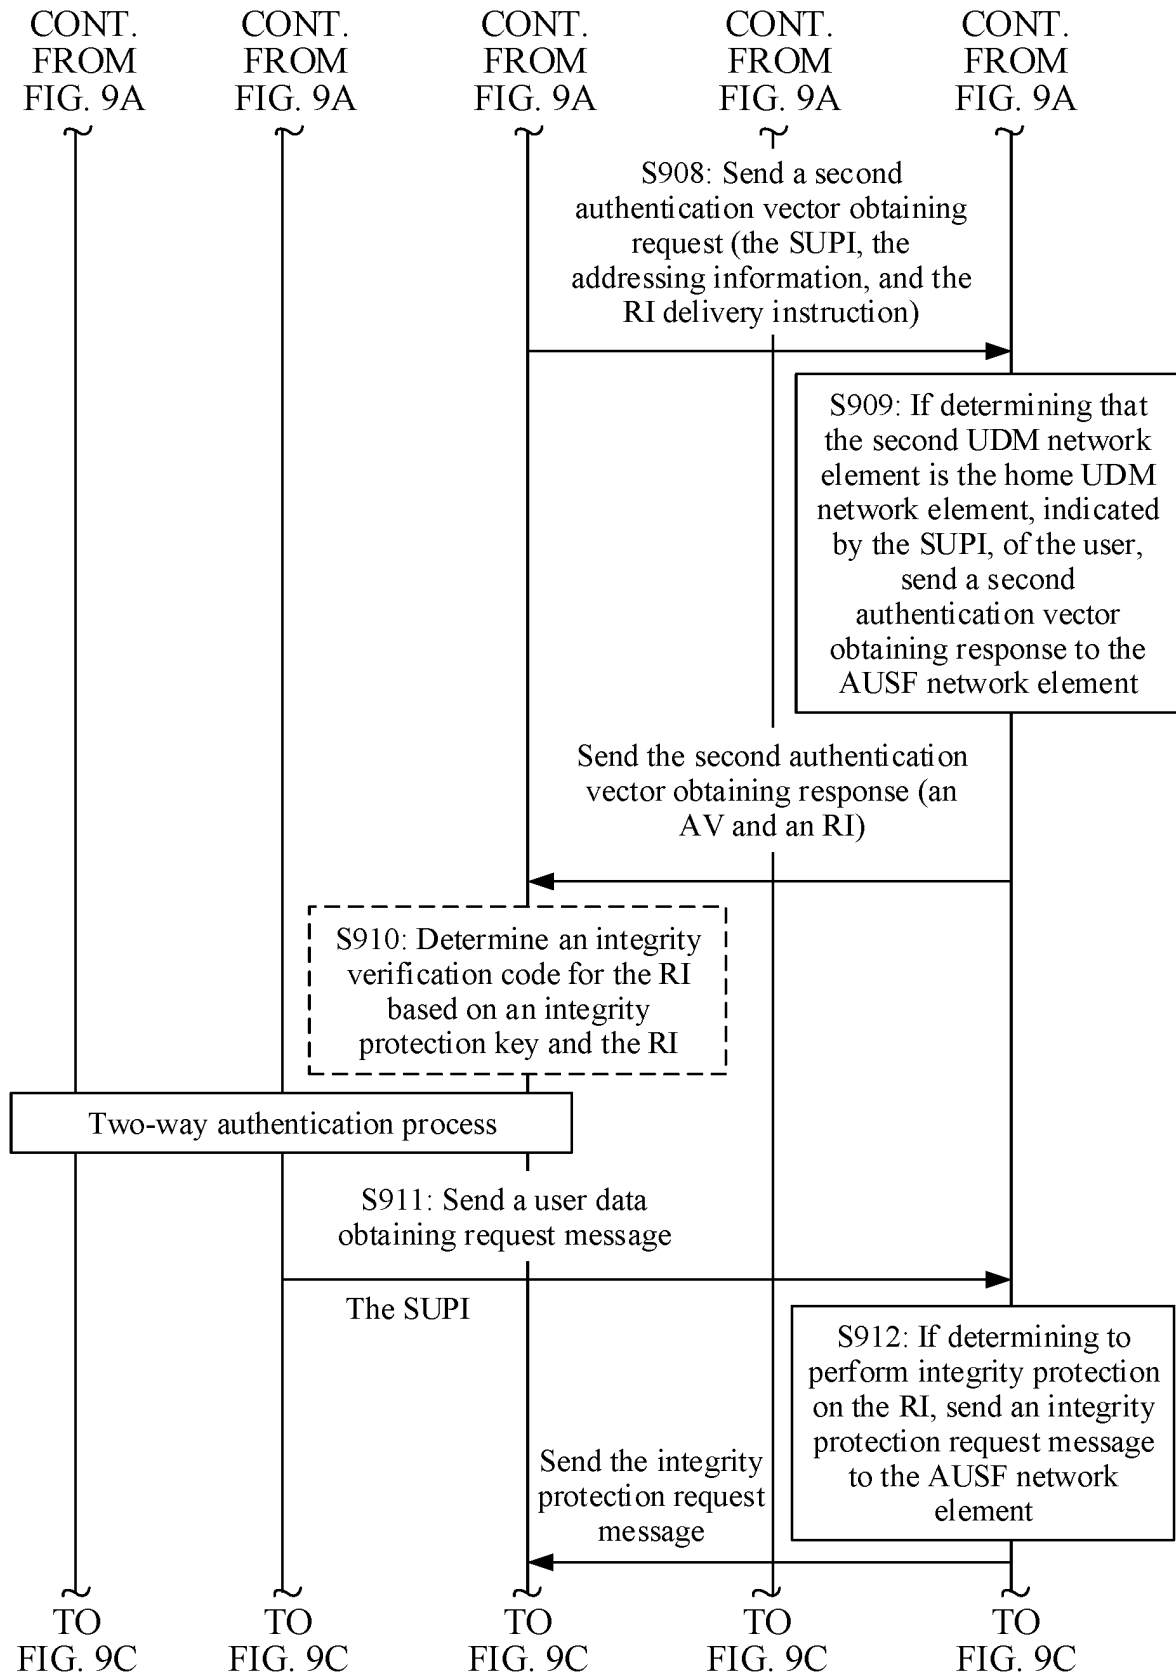 CONT. FROM FIG. 9A
CONT. FROM FIG. 9A
CONT. FROM FIG. 9A
CONT. FROM FIG. 9A
CONT. FROM FIG. 9A
S908: Send a second
authentication vector obtaining
request (the SUPI, the
addressing information, and the
RI delivery instruction)
S909: If determining that
the second UDM network
element is the home UDM
network element, indicated
by the SUPI, of the user,
send a second
authentication vector
obtaining response to the
AUSF network element
Send the second authentication
vector obtaining response (an
AV and an RI)
S910: Determine an integrity
verification code for the RI
based on an integrity
protection key and the RI
Two-way authentication process
S911: Send a user data
obtaining request message
The SUPI
S912: If determining to
perform integrity protection
on the RI, send an integrity
protection request message
to the AUSF network
element
Send the integrity
protection request
message
TO FIG. 9C
TO FIG. 9C
TO FIG. 9C
TO FIG. 9C
TO FIG. 9C